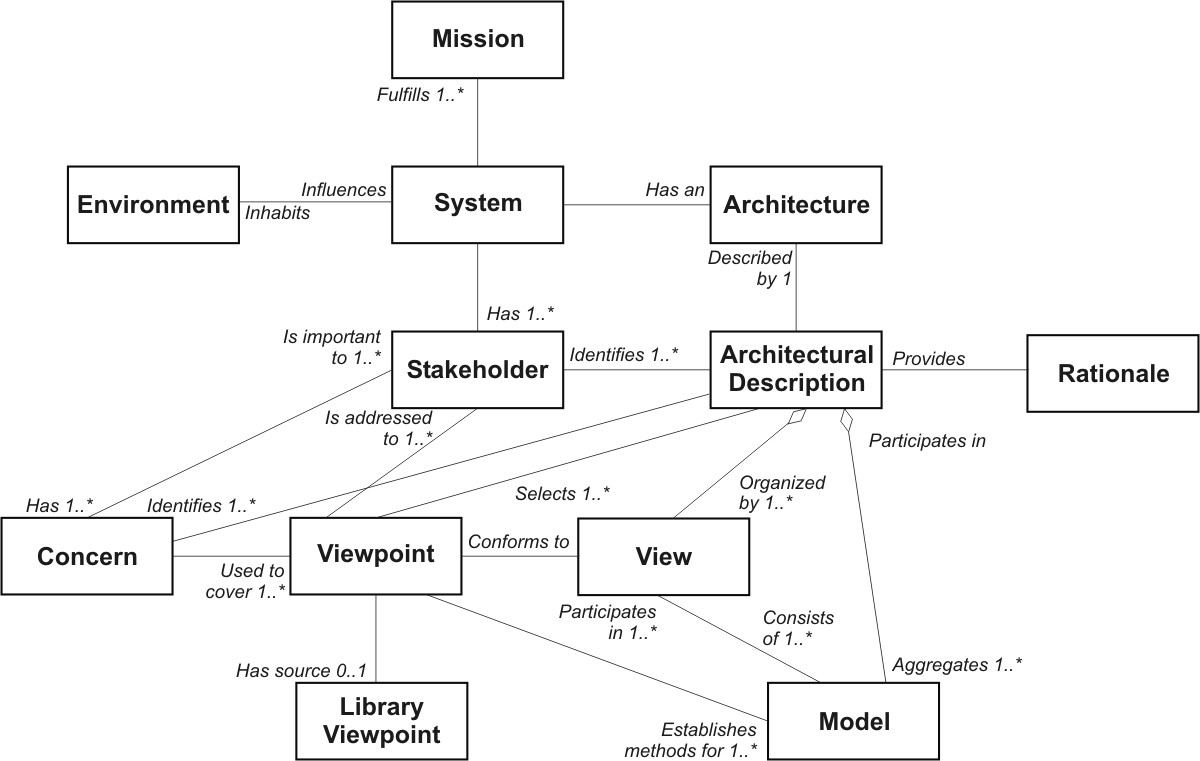 Mission
Fulfills 1..*
Environment
Influences
Inhabits
System
Has an
Architecture
Described
by 1
Has 1..*
Is important
to 1..*
Stakeholder
Identifies 1..*
Architectural
Description
Provides
Rationale
Is addressed
to 1..*
Participates in
Organized
by 1..*
Selects 1..*
Has 1..*
Identifies 1..*
Concern
Used to
cover 1..*
Viewpoint
Conforms to
View
Participates
in 1..*
Consists
of 1..*
Aggregates 1..*
Has source 0..1
Library
Viewpoint
Establishes
methods for 1..*
Model